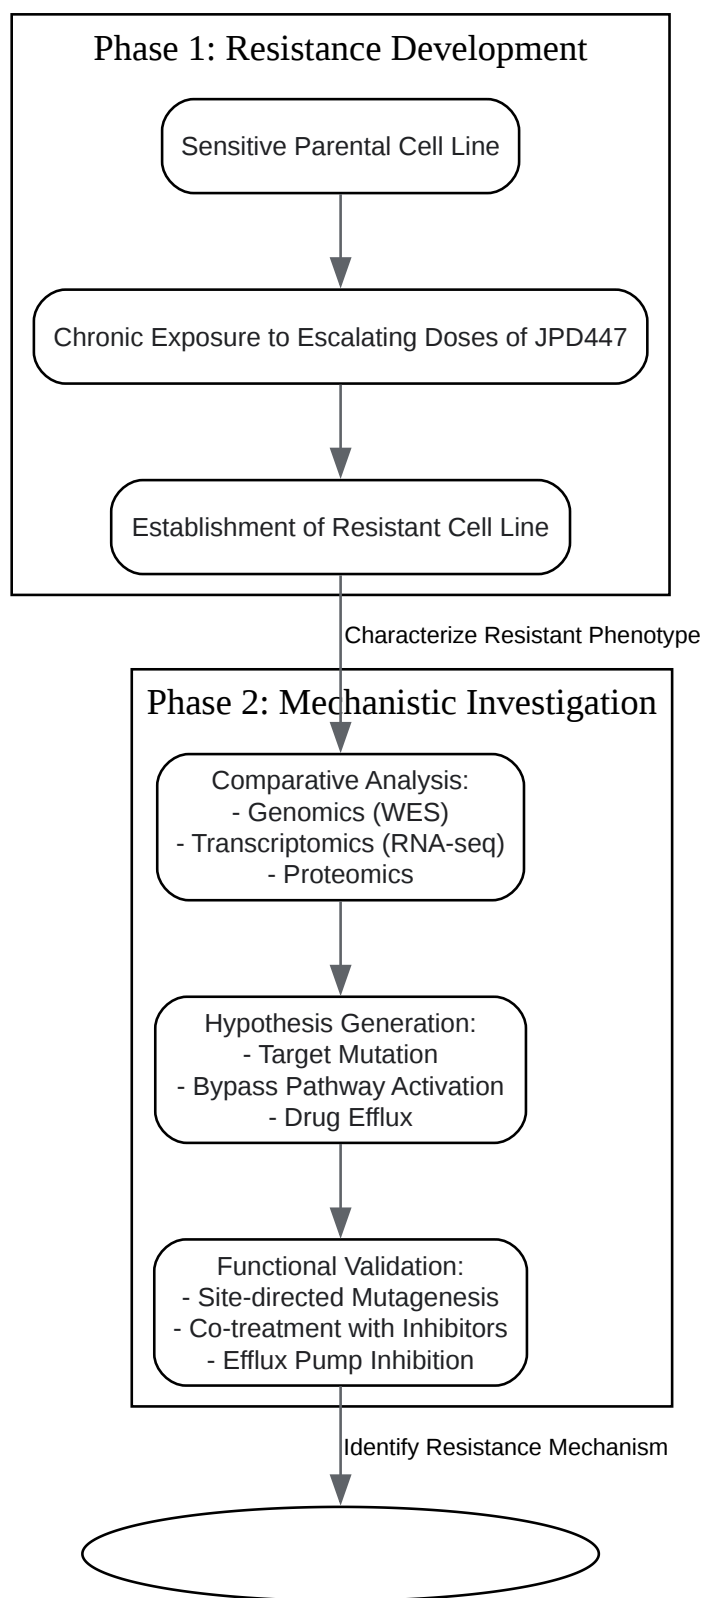 Phase 1: Resistance Development
Sensitive Parental Cell Line
Chronic Exposure to Escalating Doses of JPD447
Establishment of Resistant Cell Line
Characterize Resistant Phenotype
Phase 2: Mechanistic Investigation
Comparative Analysis:
- Genomics (WES)
- Transcriptomics (RNA-seq)
- Proteomics
Hypothesis Generation:
- Target Mutation
- Bypass Pathway Activation
- Drug Efflux
Functional Validation:
- Site-directed Mutagenesis
- Co-treatment with Inhibitors
- Efflux Pump Inhibition
Identify Resistance Mechanism